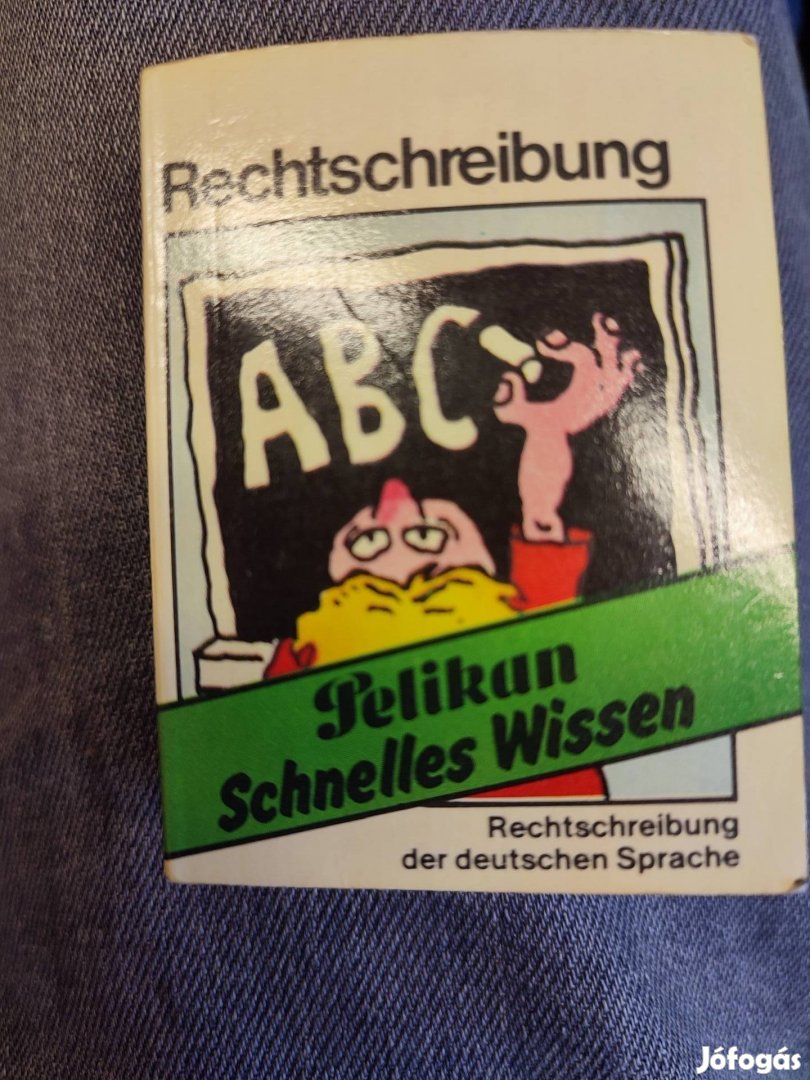 Rechtschreibung
ABC
Pelikan
Schnelles Wissen
Rechtschreibung
der deutschen Sprache
Jófogás